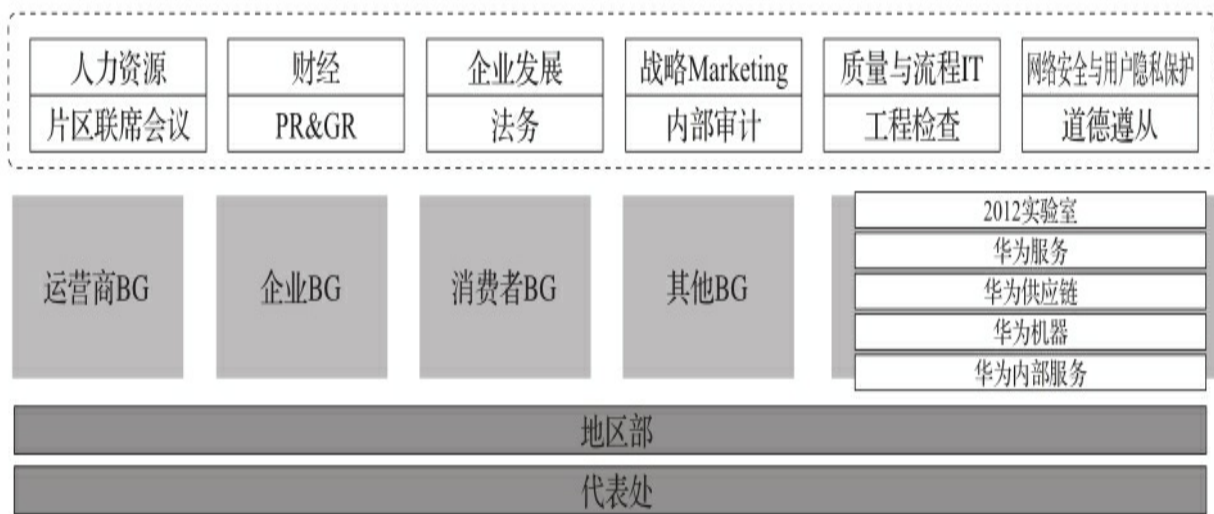 人力资源
财经
企业发展
战略Marketing
质量与流程IT
网络安全与用户隐私保护
片区联席会议
PR&GR
法务
内部审计
工程检查
道德遵从
运营商BG
企业BG
消费者BG
其他BG
2012实验室
华为服务
华为供应链
华为机器
华为内部服务
地区部
代表处